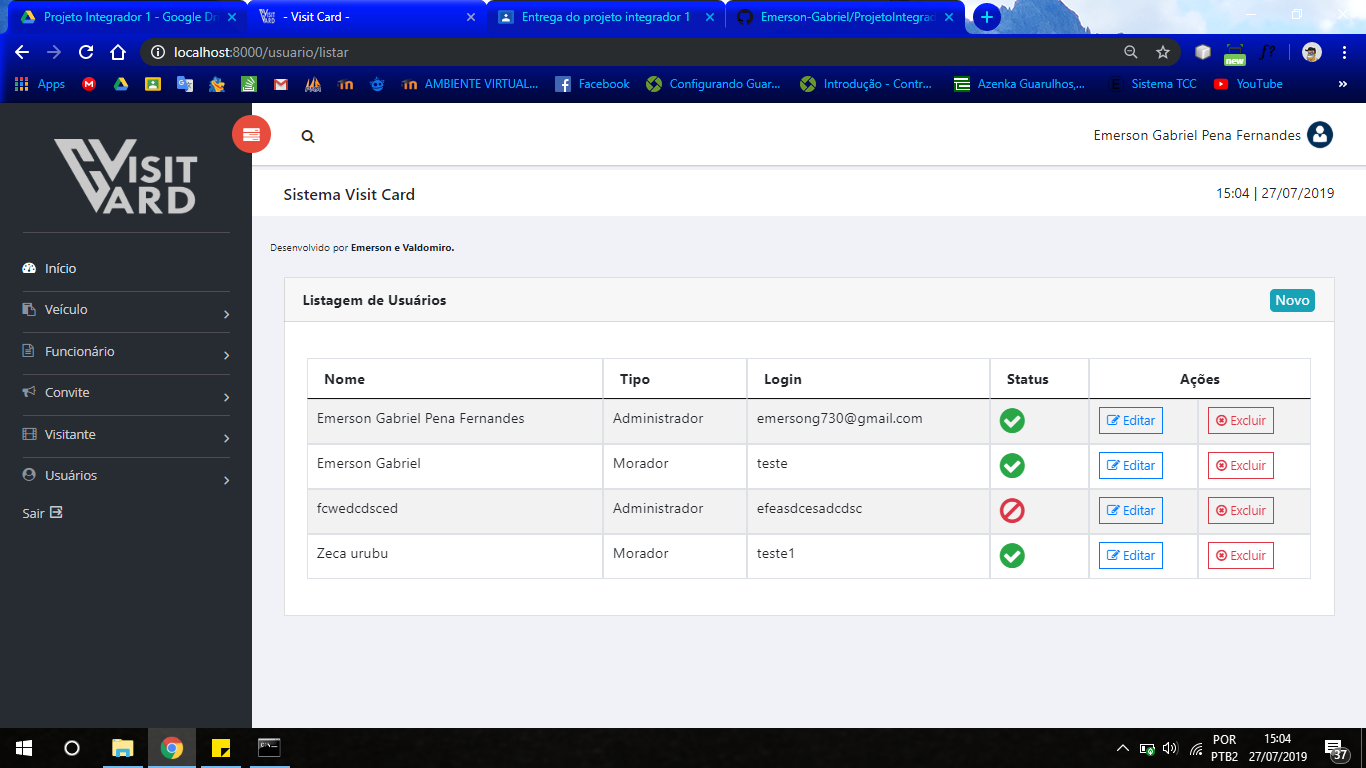 Projeto Integrador 1 - Google Dr
- Visit Card -
Entrega do projeto integrador 1
Emerson-Gabriel/ProjetoIntegrad
localhost:8000/usuario/listar
new
f?
Apps
AMBIENTE VIRTUAL...
Facebook
Configurando Guar...
Introdução - Contr...
Azenka Guarulhos,...
Sistema TCC
YouTube
»
VISIT CARD
Emerson Gabriel Pena Fernandes
Sistema Visit Card
15:04 | 27/07/2019
Desenvolvido por Emerson e Valdomiro.
Início
Veículo
Funcionário
Convite
Visitante
Usuários
Sair
Listagem de Usuários
Novo
Nome Tipo Login Status Ações
Emerson Gabriel Pena Fernandes Administrador emersong730@gmail.com Editar Excluir
Emerson Gabriel Morador teste Editar Excluir
fcwedcdsced Administrador efeasdcesadcdsc Editar Excluir
Zeca urubu Morador teste1 Editar Excluir
POR
PTB2
15:04
27/07/2019
37